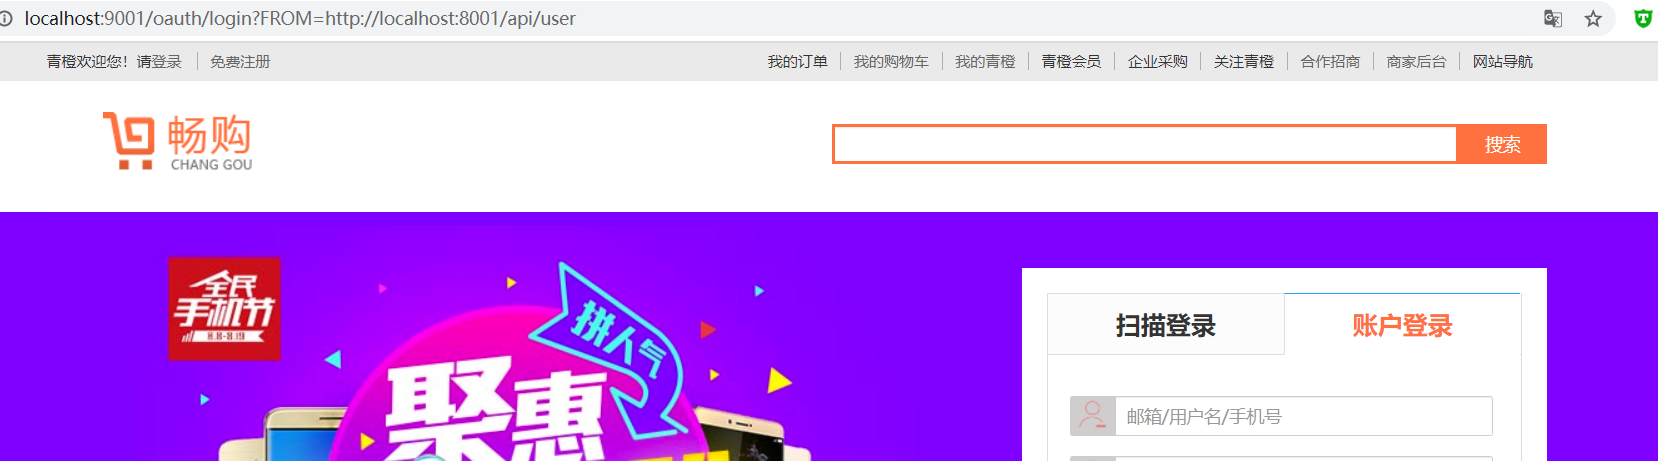 localhost:9001/oauth/login?FROM=http://localhost:8001/api/user
青橙欢迎您！请登录 免费注册 我的订单 我的购物车 我的青橙 青橙会员 企业采购 关注青橙 合作招商 商家后台 网站导航
畅购
CHANG GOU
搜索
全民
手机节
8.8-8.19
拼人气
聚惠
扫描登录 账户登录
邮箱/用户名/手机号